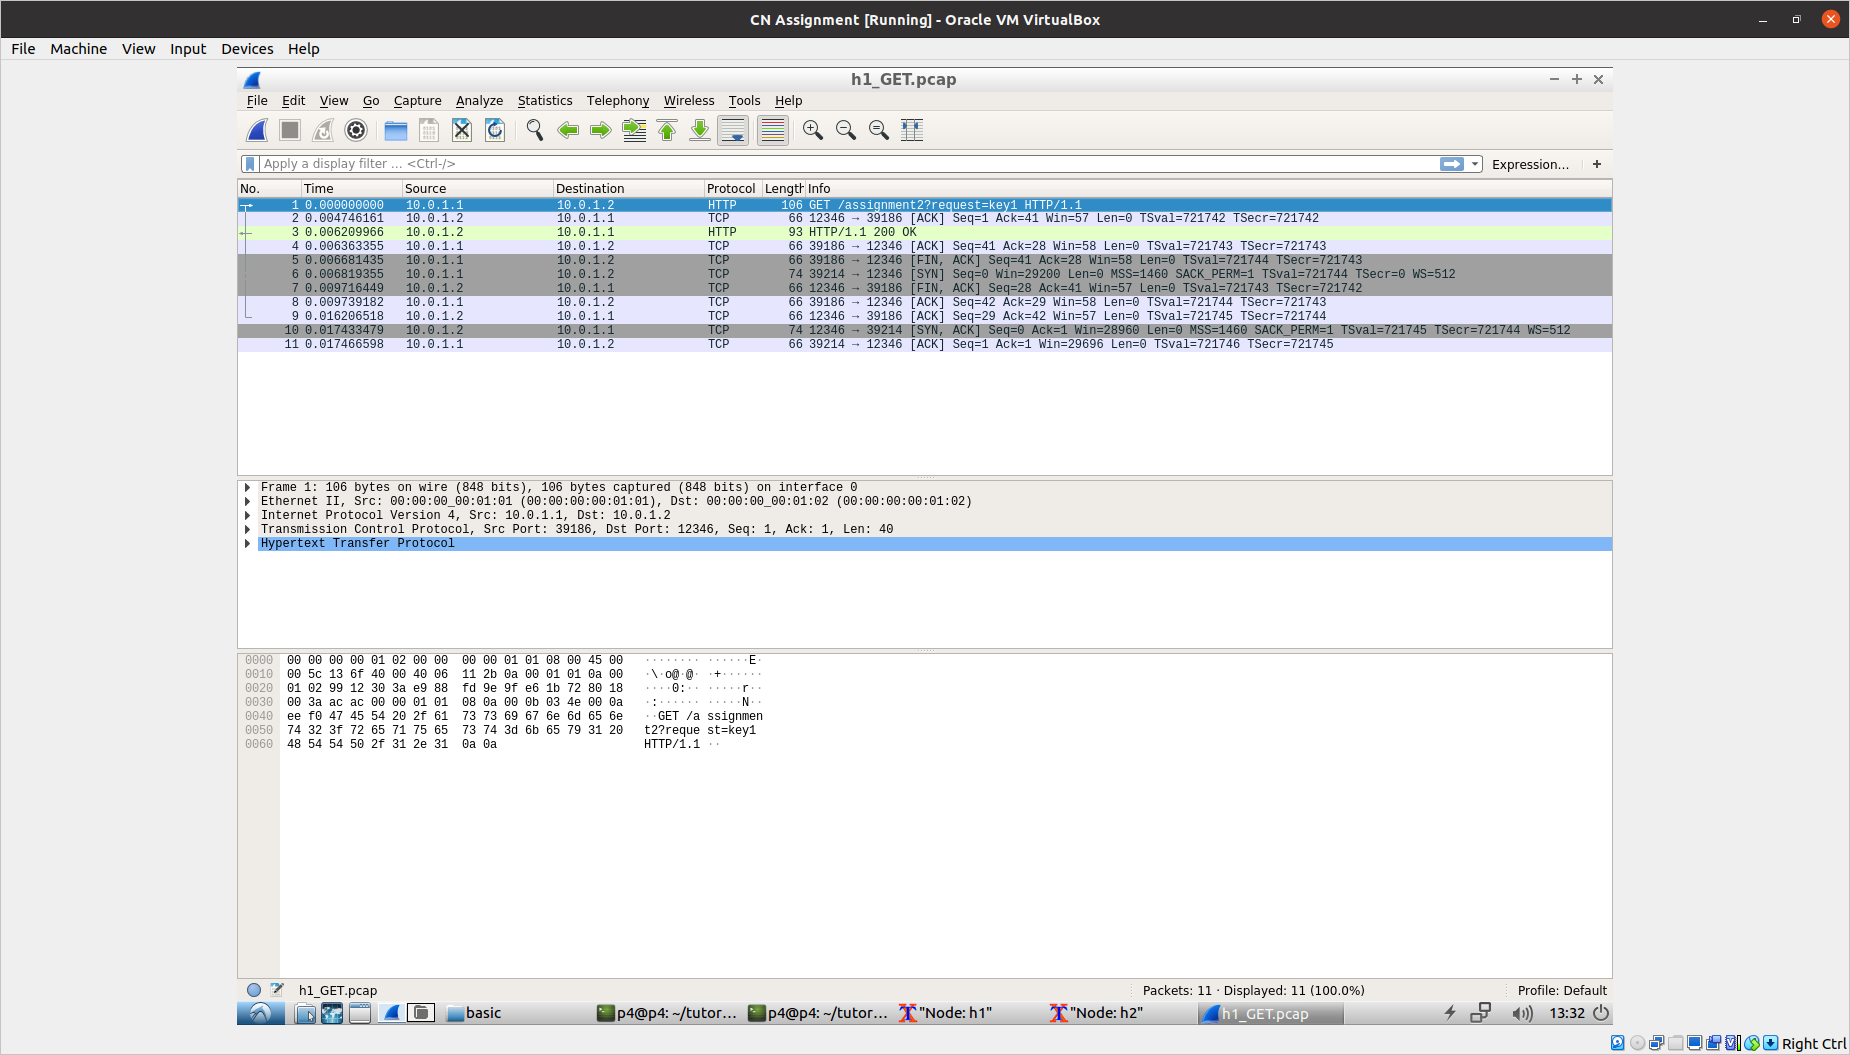 CN Assignment [Running] - Oracle VM VirtualBox
File Machine View Input Devices Help
h1_GET.pcap
File Edit View Go Capture Analyze Statistics Telephony Wireless Tools Help
Apply a display filter ... <Ctrl-/> Expression... +
No. Time Source Destination Protocol Length Info
1 0.000000000 10.0.1.1 10.0.1.2 HTTP 106 GET /assignment2?request=key1 HTTP/1.1
2 0.004746161 10.0.1.2 10.0.1.1 TCP 66 12346 → 39186 [ACK] Seq=1 Ack=41 Win=57 Len=0 TSval=721742 TSecr=721742
3 0.006209966 10.0.1.2 10.0.1.1 HTTP 93 HTTP/1.1 200 OK
4 0.006363355 10.0.1.1 10.0.1.2 TCP 66 39186 → 12346 [ACK] Seq=41 Ack=28 Win=58 Len=0 TSval=721743 TSecr=721743
5 0.006681435 10.0.1.1 10.0.1.2 TCP 66 39186 → 12346 [FIN, ACK] Seq=41 Ack=28 Win=58 Len=0 TSval=721744 TSecr=721743
6 0.006819355 10.0.1.1 10.0.1.2 TCP 74 39214 → 12346 [SYN] Seq=0 Win=29200 Len=0 MSS=1460 SACK_PERM=1 TSval=721744 TSecr=0 WS=512
7 0.009716449 10.0.1.2 10.0.1.1 TCP 66 12346 → 39186 [FIN, ACK] Seq=28 Ack=41 Win=57 Len=0 TSval=721743 TSecr=721742
8 0.009739182 10.0.1.1 10.0.1.2 TCP 66 39186 → 12346 [ACK] Seq=42 Ack=29 Win=58 Len=0 TSval=721744 TSecr=721743
9 0.016206518 10.0.1.2 10.0.1.1 TCP 66 12346 → 39186 [ACK] Seq=29 Ack=42 Win=57 Len=0 TSval=721745 TSecr=721744
10 0.017433479 10.0.1.2 10.0.1.1 TCP 74 12346 → 39214 [SYN, ACK] Seq=0 Ack=1 Win=28960 Len=0 MSS=1460 SACK_PERM=1 TSval=721745 TSecr=721744 WS=512
11 0.017466598 10.0.1.1 10.0.1.2 TCP 66 39214 → 12346 [ACK] Seq=1 Ack=1 Win=29696 Len=0 TSval=721746 TSecr=721745
Frame 1: 106 bytes on wire (848 bits), 106 bytes captured (848 bits) on interface 0
Ethernet II, Src: 00:00:00_00:01:01 (00:00:00:00:01:01), Dst: 00:00:00_00:01:02 (00:00:00:00:01:02)
Internet Protocol Version 4, Src: 10.0.1.1, Dst: 10.0.1.2
Transmission Control Protocol, Src Port: 39186, Dst Port: 12346, Seq: 1, Ack: 1, Len: 40
Hypertext Transfer Protocol
0000 00 00 00 00 01 02 00 00 00 00 01 01 08 00 45 00 ········ ······E·
0010 00 5c 13 6f 40 00 40 06 11 2b 0a 00 01 01 0a 00 ·\·o@·@· ·+······
0020 01 02 99 12 30 3a e9 88 fd 9e 9f e6 1b 72 80 18 ····0:·· ·····r··
0030 00 3a ac ac 00 00 01 01 08 0a 00 0b 03 4e 00 0a ·:······ ·····N··
0040 ee f0 47 45 54 20 2f 61 73 73 69 67 6e 6d 65 6e ··GET /a ssignmen
0050 74 32 3f 72 65 71 75 65 73 74 3d 6b 65 79 31 20 t2?reque st=key1
0060 48 54 54 50 2f 31 2e 31 0a 0a HTTP/1.1 ··
h1_GET.pcap Packets: 11 · Displayed: 11 (100.0%) Profile: Default
basic p4@p4: ~/tutor... p4@p4: ~/tutor... "Node: h1" "Node: h2" h1_GET.pcap 13:32
Right Ctrl